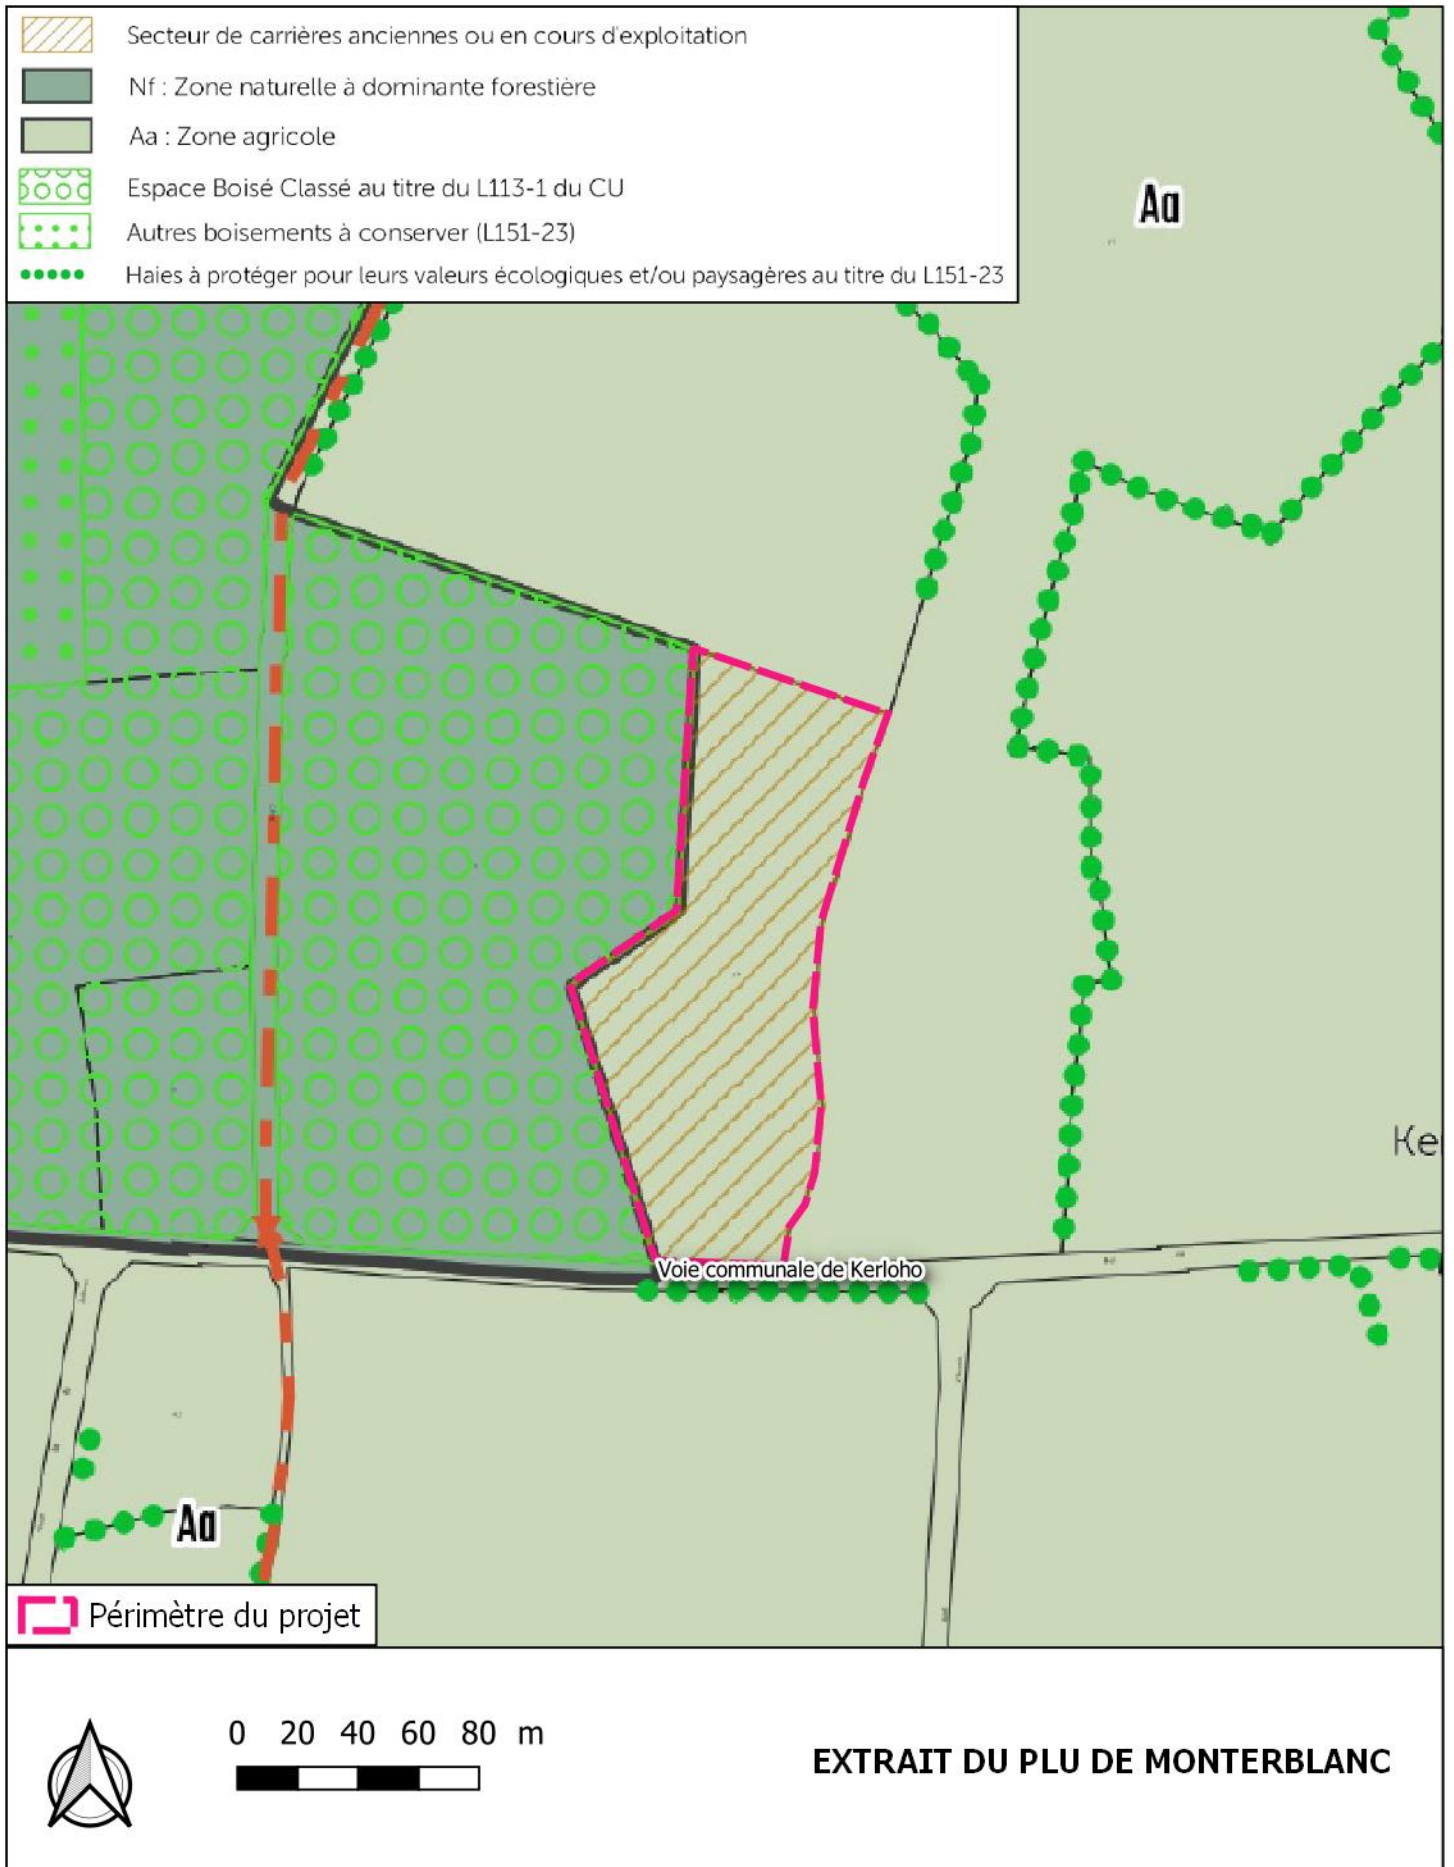 Secteur de carrières anciennes ou en cours d'exploitation
Nf : Zone naturelle à dominante forestière
Aa : Zone agricole
Espace Boisé Classé au titre du L113-1 du CU
Autres boisements à conserver (L151-23)
Haies à protéger pour leurs valeurs écologiques et/ou paysagères au titre du L151-23
Aa
Ke
Voie communale de Kerloho
Aa
Périmètre du projet
0 20 40 60 80 m
EXTRAIT DU PLU DE MONTERBLANC